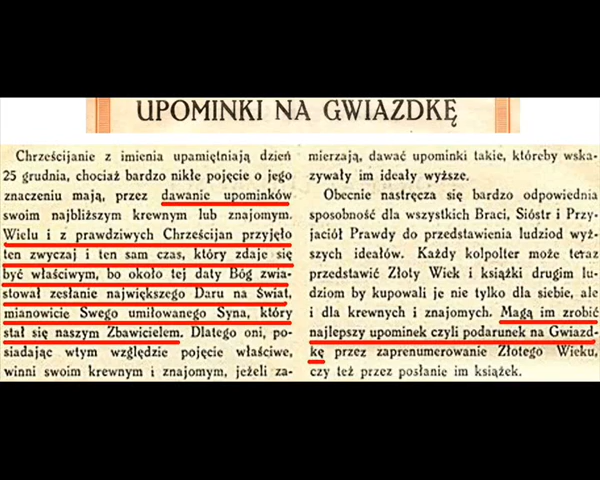 UPOMINKI NA GWIAZDKĘ
Chrześcijanie z imienia upamiętniają dzień
25 grudnia, chociaż bardzo nikłe pojęcie o jego
znaczeniu mają, przez dawanie upominków
swoim najbliższym krewnym lub znajomym.
Wielu i z prawdziwych Chrześcijan przyjęło
ten zwyczaj i ten sam czas, który zdaje się
być właściwym, bo około tej daty Bóg zwia-
stował zesłanie największego Daru na Świat,
mianowicie Swego umiłowanego Syna, który
stał się naszym Zbawicielem. Dlatego oni, po-
siadając wtym względzie pojęcie właściwe,
winni swoim krewnym i znajomym, jeżeli za-
mierzają, dawać upominki takie, któreby wska-
zywały im ideały wyższe.
Obecnie nastręcza się bardzo odpowiednia
sposobność dla wszystkich Braci, Sióstr i Przy-
jaciół Prawdy do przedstawienia ludziod wyż-
szych ideałów. Każdy kolpolter może teraz
przedstawić Złoty Wiek i książki drugim lu-
dziom by kupowali je nie tylko dla siebie, ale
i dla krewnych i znajomych. Magą im zrobić
najlepszy upominek czyli podarunek na Gwiazd-
kę przez zaprenumerowanie Złotego Wieku,
czy też przez posłanie im książek.